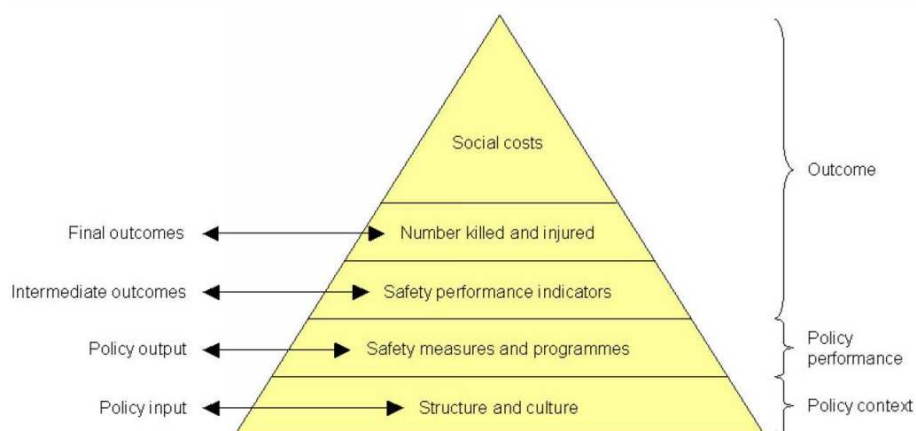 Social costs
Outcome
Final outcomes
Number killed and injured
Intermediate outcomes
Safety performance indicators
Policy output
Safety measures and programmes
Policy
performance
Policy input
Structure and culture
Policy context